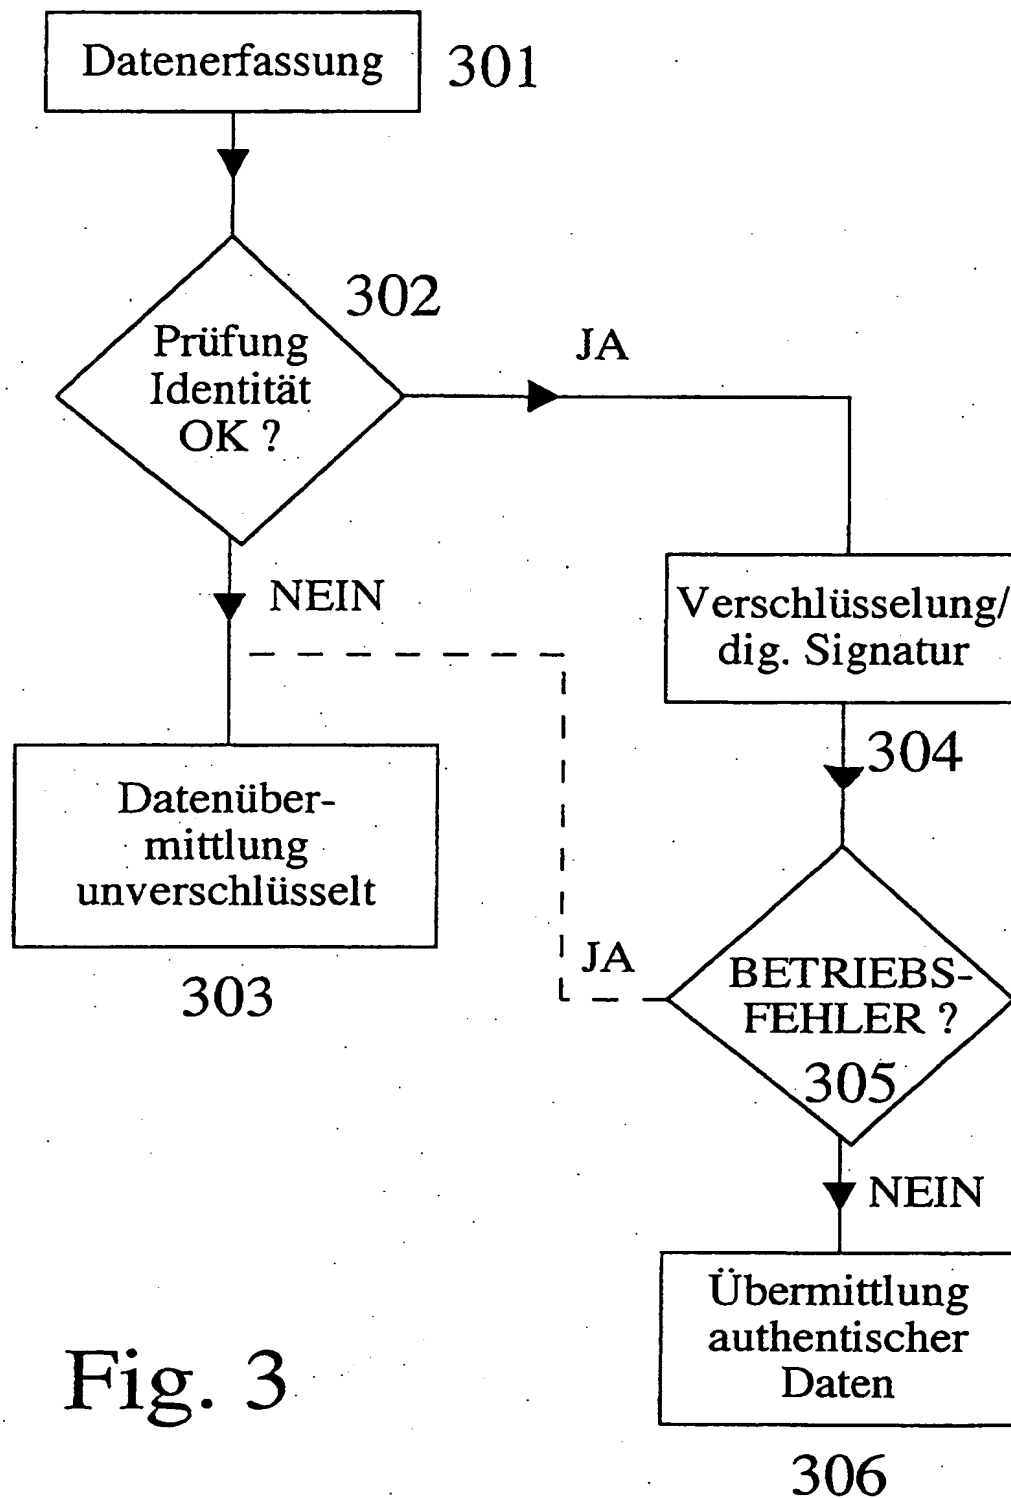 Datenerfassung
301
302
Prüfung
Identität
OK ?
JA
NEIN
Verschlüsselung/
dig. Signatur
304
Datenüber-
mittlung
unverschlüsselt
303
JA
BETRIEBS-
FEHLER ?
305
NEIN
Übermittlung
authentischer
Daten
306
Fig. 3